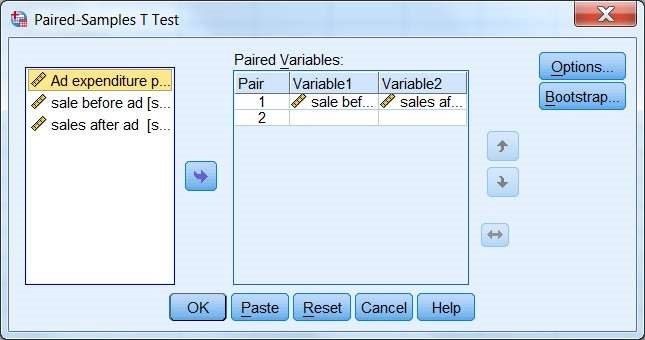 Paired-Samples T Test
Ad expenditure p...
sale before ad [s...
sales after ad [s...
Paired Variables:
Pair Variable1 Variable2
1 sale bef... sales af...
2
Options...
Bootstrap...
OK Paste Reset Cancel Help